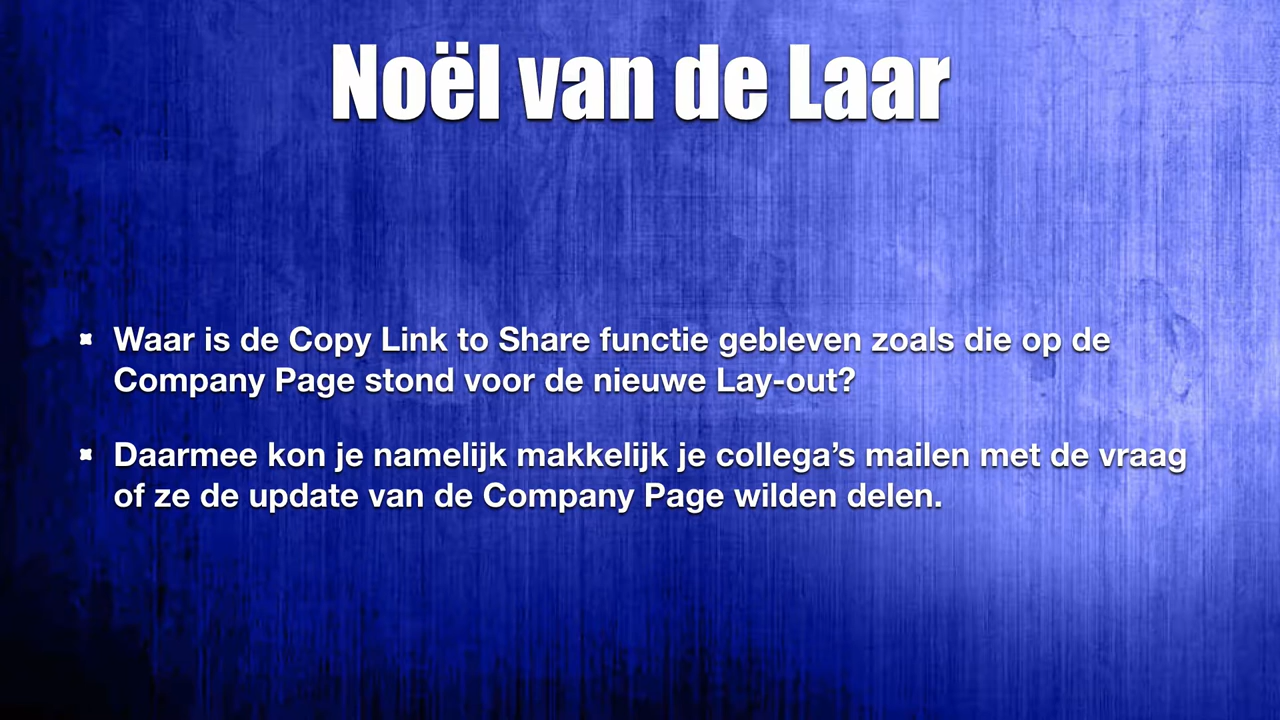 Noël van de Laar
Waar is de Copy Link to Share functie gebleven zoals die op de
Company Page stond voor de nieuwe Lay-out?
Daarmee kon je namelijk makkelijk je collega’s mailen met de vraag
of ze de update van de Company Page wilden delen.